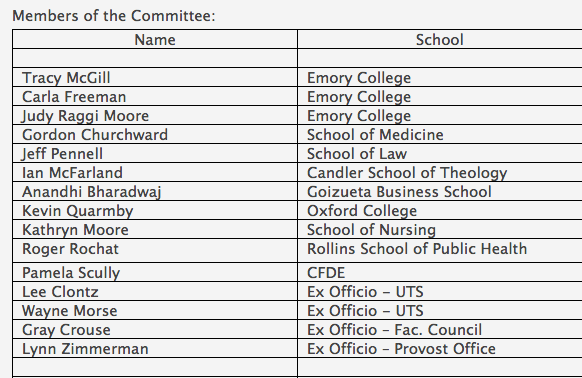 Members of the Committee:
Name School
Tracy McGill Emory College
Carla Freeman Emory College
Judy Raggi Moore Emory College
Gordon Churchward School of Medicine
Jeff Pennell School of Law
Ian McFarland Candler School of Theology
Anandhi Bharadwaj Goizueta Business School
Kevin Quarmby Oxford College
Kathryn Moore School of Nursing
Roger Rochat Rollins School of Public Health
Pamela Scully CFDE
Lee Clontz Ex Officio – UTS
Wayne Morse Ex Officio – UTS
Gray Crouse Ex Officio – Fac. Council
Lynn Zimmerman Ex Officio – Provost Office